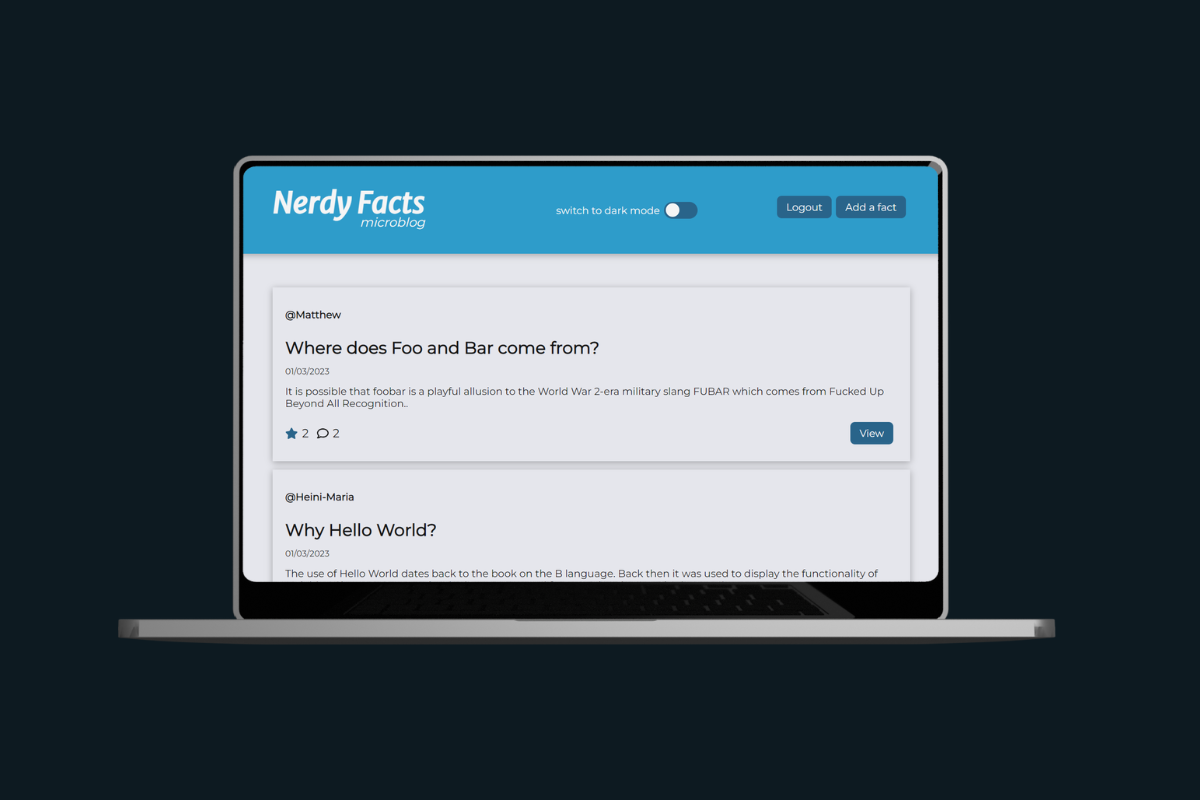 Nerdy Facts
microblog
switch to dark mode
Logout
Add a fact
@Matthew
Where does Foo and Bar come from?
01/03/2023
It is possible that foobar is a playful allusion to the World War 2-era military slang FUBAR which comes from Fucked Up
Beyond All Recognition..
2 2
View
@Heini-Maria
Why Hello World?
01/03/2023
The use of Hello World dates back to the book on the B language. Back then it was used to display the functionality of